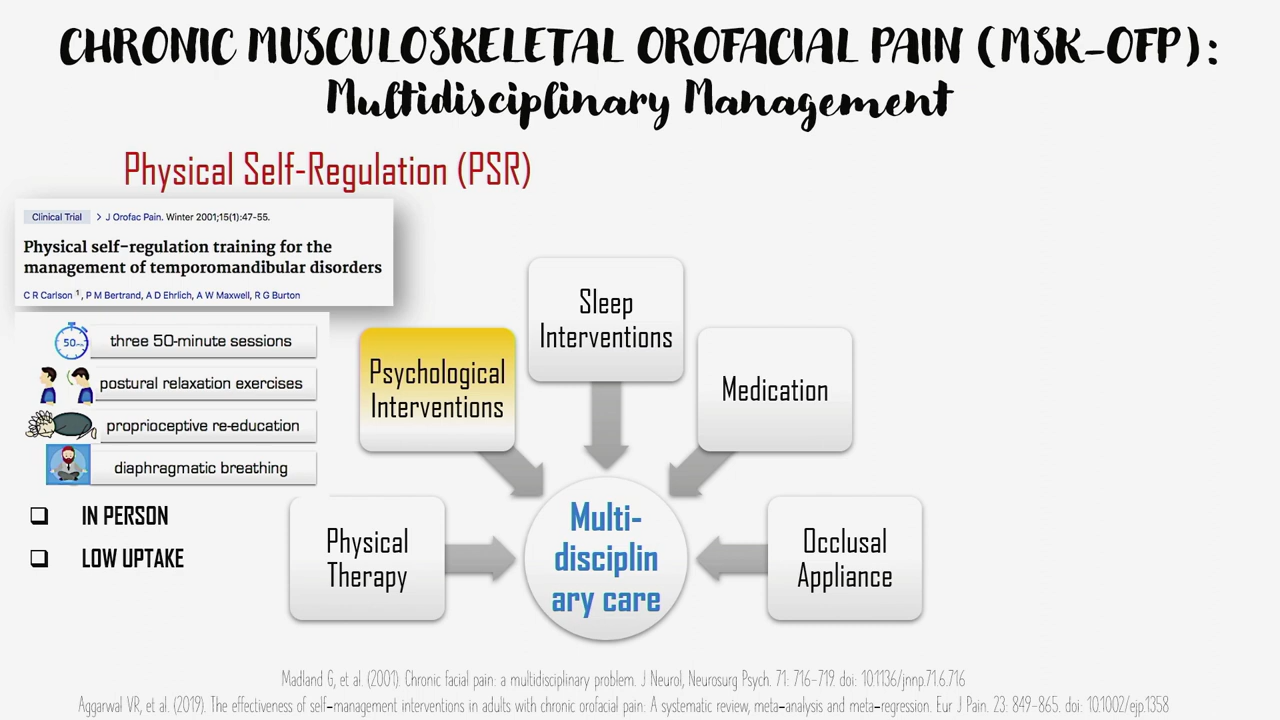 CHRONIC MUSCULOSKELETAL OROFACIAL PAIN (MSK-OFP):
Multidisciplinary Management
Physical Self-Regulation (PSR)
Clinical Trial > J Orofac Pain. Winter 2001;15(1):47-55.
Physical self-regulation training for the
management of temporomandibular disorders
C R Carlson 1, P M Bertrand, A D Ehrlich, A W Maxwell, R G Burton
50min
three 50-minute sessions
postural relaxation exercises
proprioceptive re-education
diaphragmatic breathing
IN PERSON
LOW UPTAKE
Physical
Therapy
Psychological
Interventions
Sleep
Interventions
Medication
Occlusal
Appliance
Multi-
disciplin
ary care
Madland G, et al. (2001). Chronic facial pain: a multidisciplinary problem. J Neurol, Neurosurg Psych. 71: 716-719. doi: 10.1136/jnnp.71.6.716
Aggarwal VR, et al. (2019). The effectiveness of self-management interventions in adults with chronic orofacial pain: A systematic review, meta-analysis and meta-regression. Eur J Pain. 23: 849-865. doi: 10.1002/ejp.1358